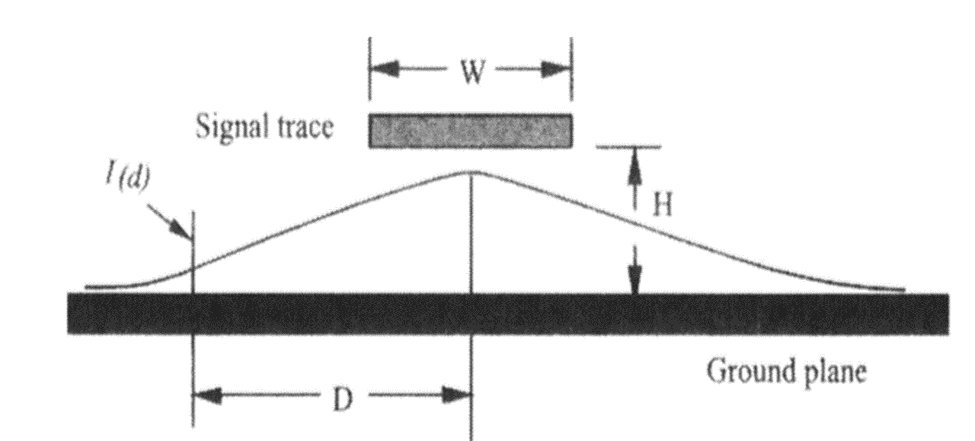 W
Signal trace
I(d)
H
Ground plane
D